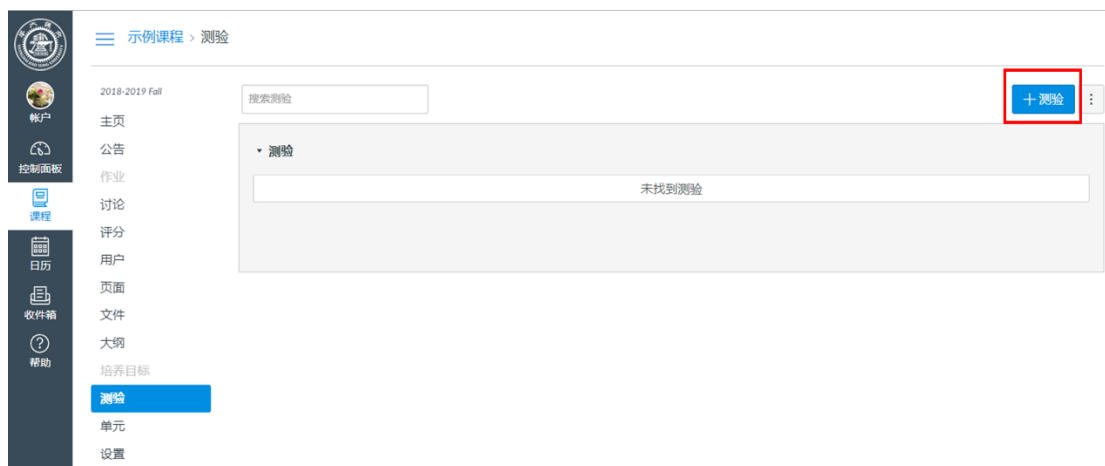 示例课程 › 测验
2018-2019 Fall
搜索测验
＋测验
帐户
主页
公告
▾ 测验
控制面板
作业
未找到测验
课程
讨论
评分
日历
用户
页面
收件箱
文件
帮助
大纲
培养目标
测验
单元
设置